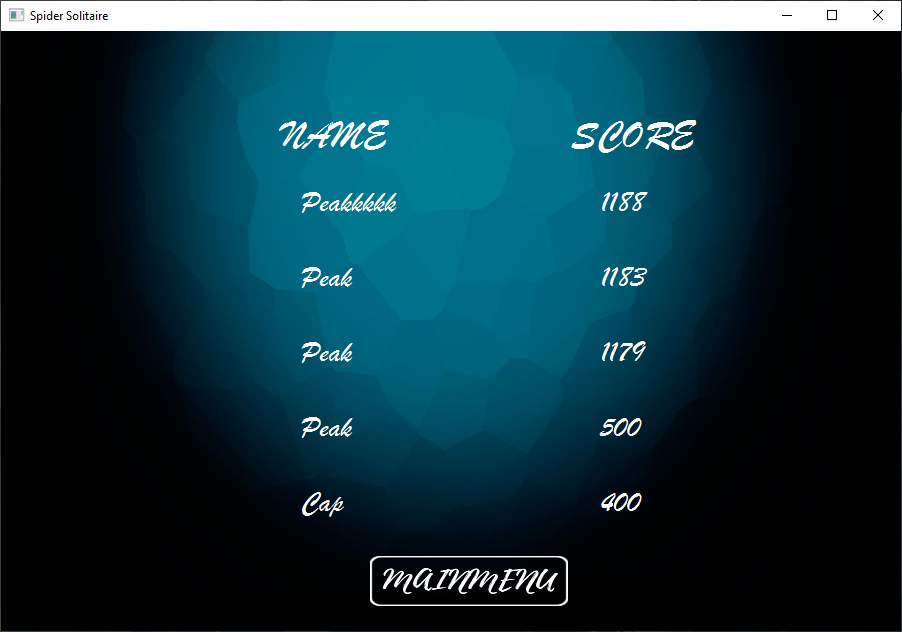 Spider Solitaire
NAME SCORE
Peakkkkk 1188
Peak 1183
Peak 1179
Peak 500
Cap 400
MAINMENU